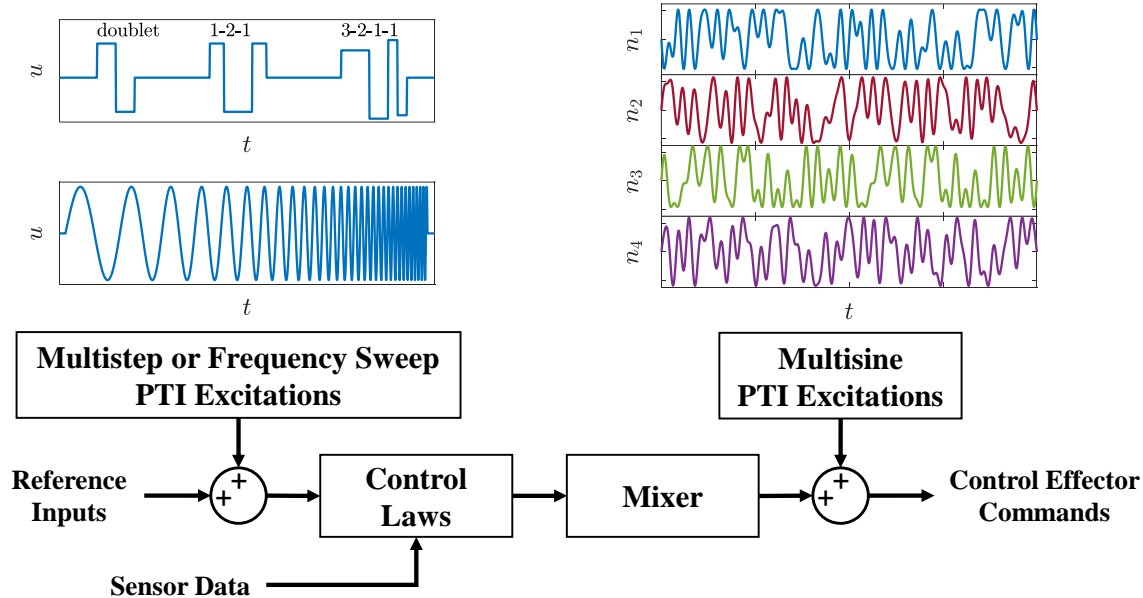 doublet 1-2-1 3-2-1-1
u
t
u
t
n1
n2
n3
n4
t
Multistep or Frequency Sweep
PTI Excitations
Multisine
PTI Excitations
Reference
Inputs
+
+
Control
Laws
Mixer
+
+
Control Effector
Commands
Sensor Data